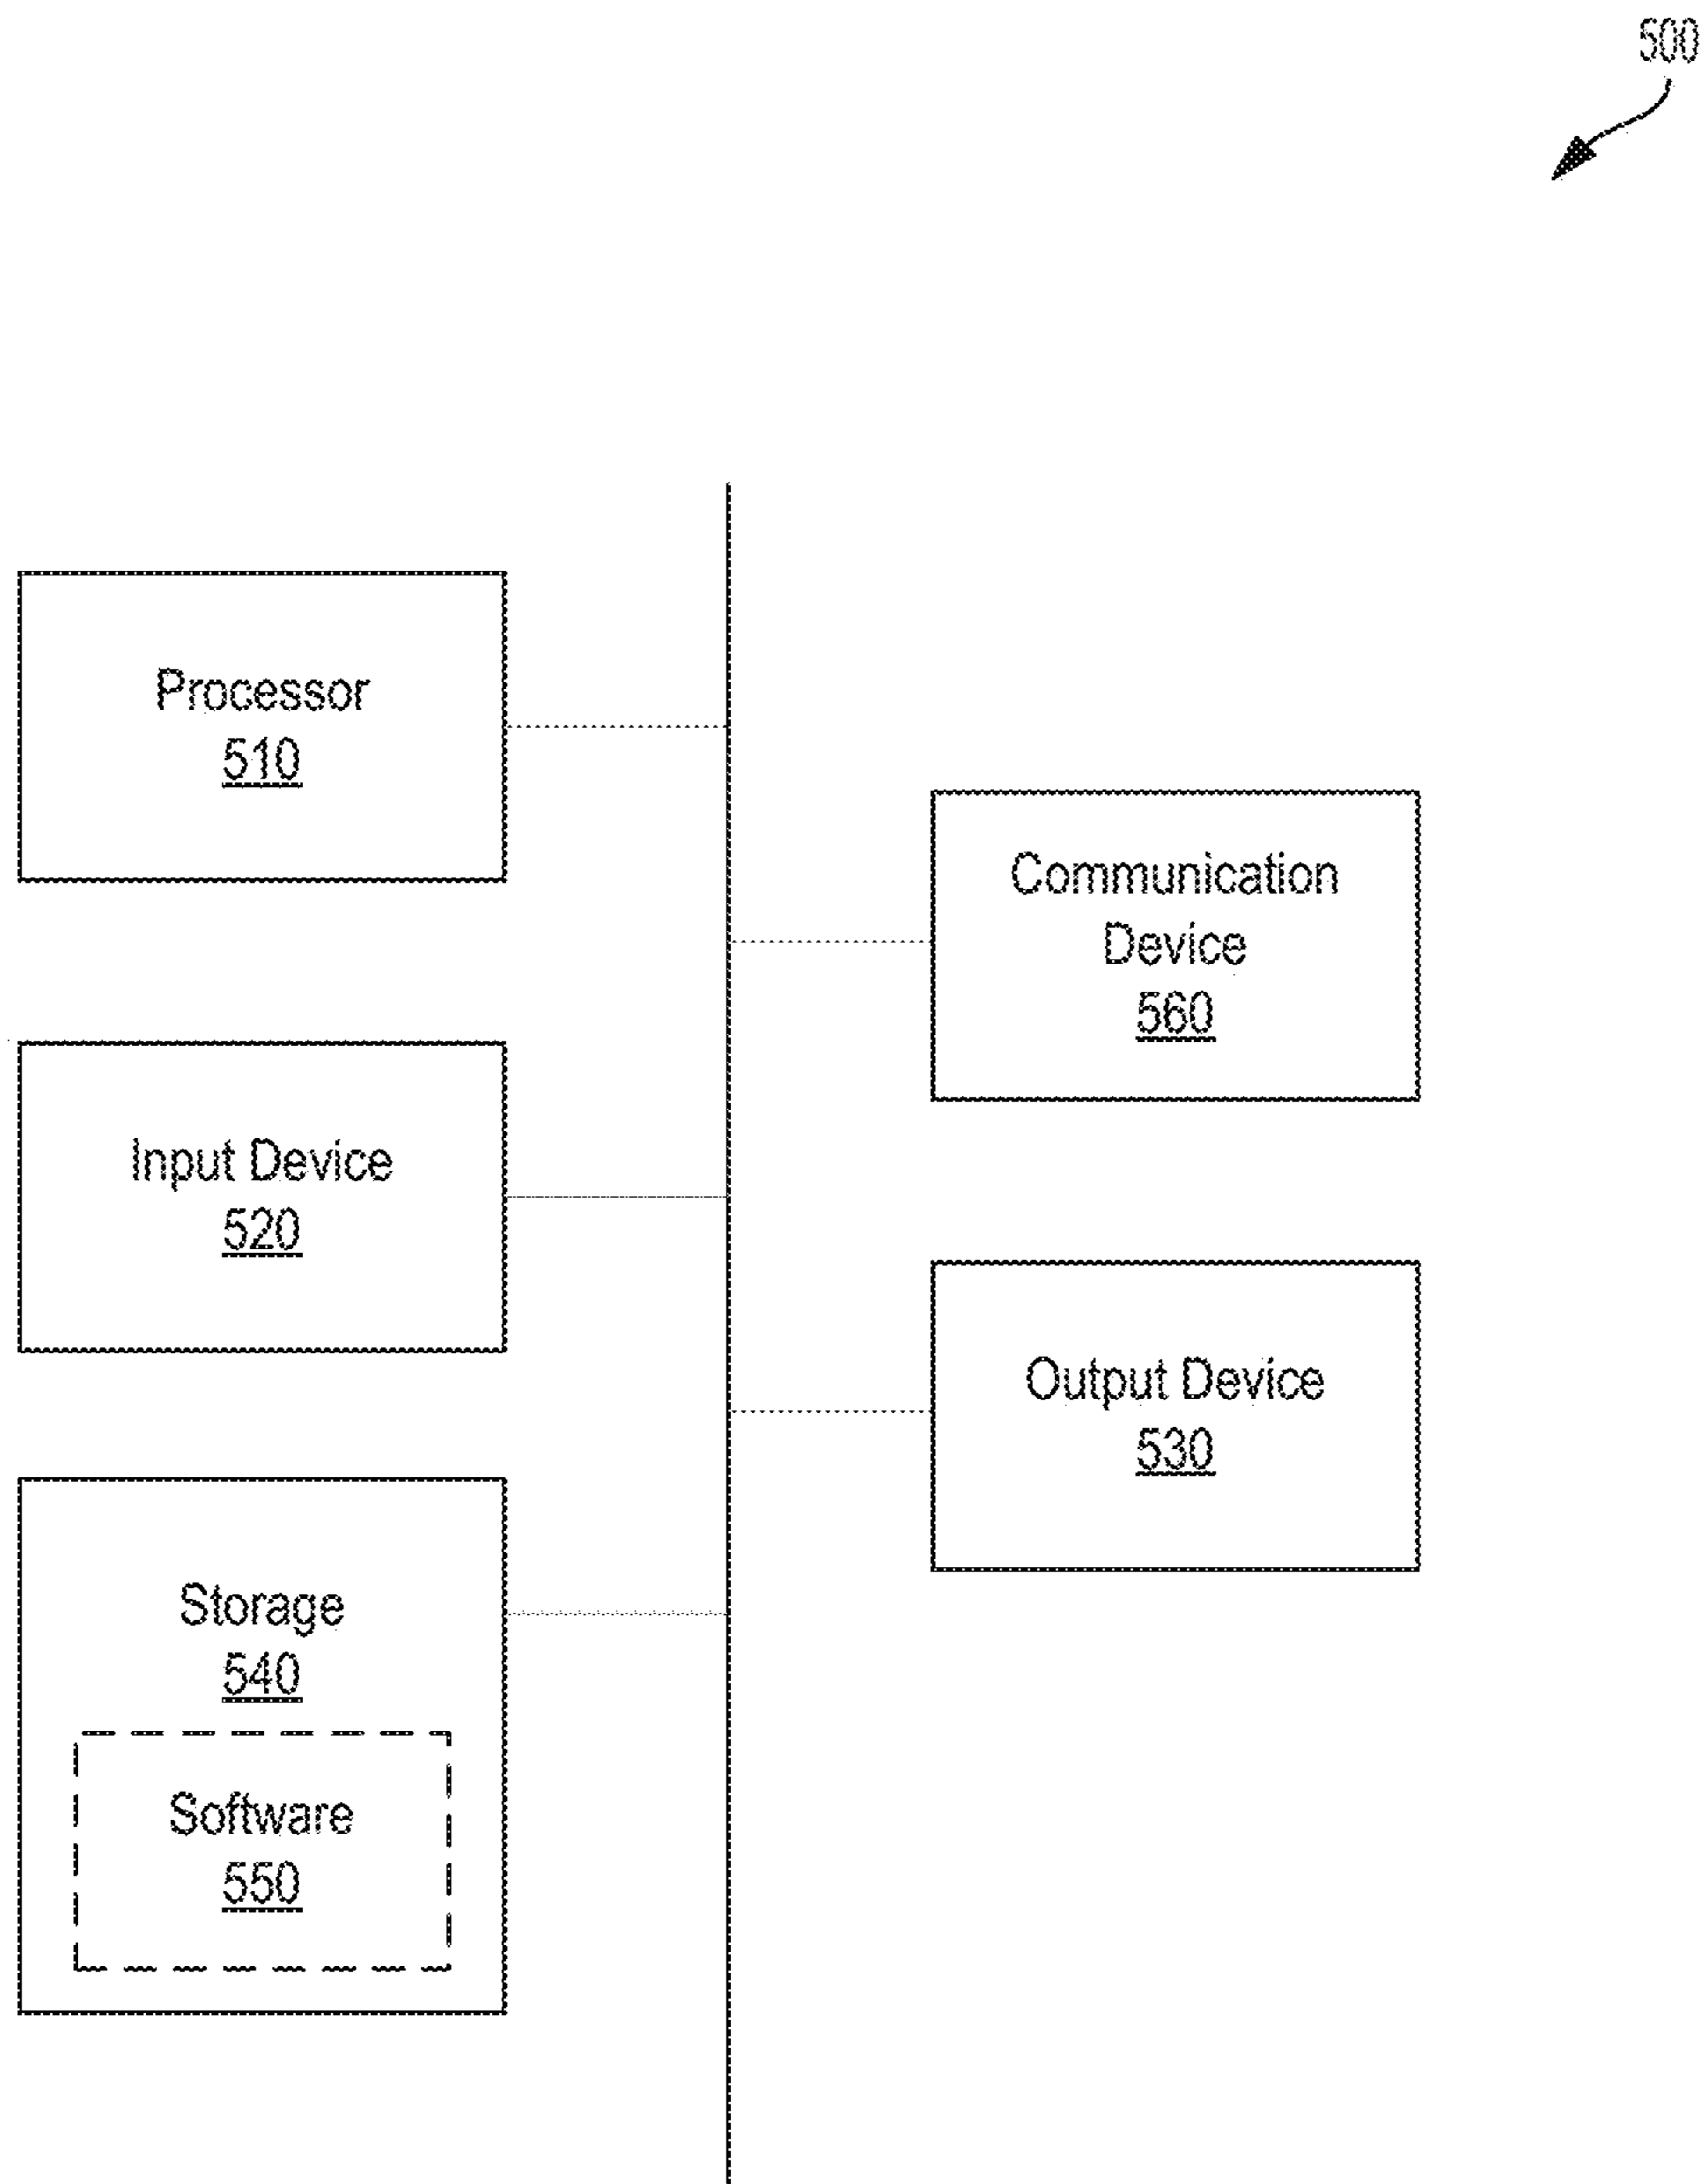 500
Processor
510
Communication
Device
560
Input Device
520
Output Device
530
Storage
540
Software
550